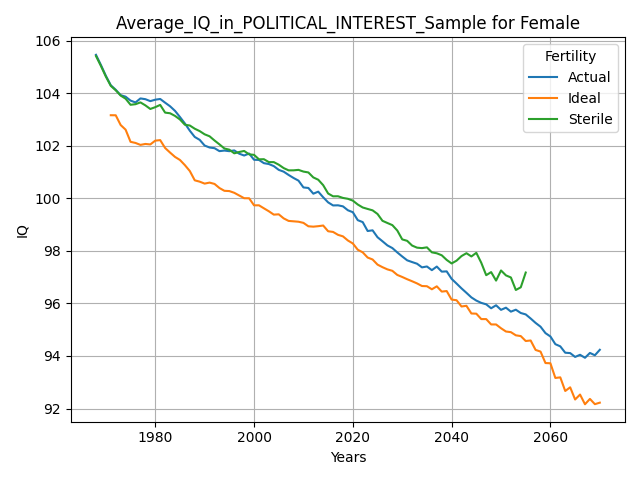 Average_IQ_in_POLITICAL_INTEREST_Sample for Female
106
104
102
100
98
96
94
92
IQ
Fertility
Actual
Ideal
Sterile
1980
2000
2020
2040
2060
Years